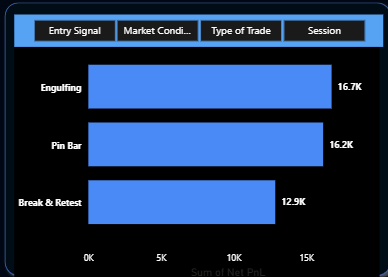 Entry Signal Market Condi... Type of Trade Session
Engulfing 16.7K
Pin Bar 16.2K
Break & Retest 12.9K
0K 5K 10K 15K
Sum of Net PnL